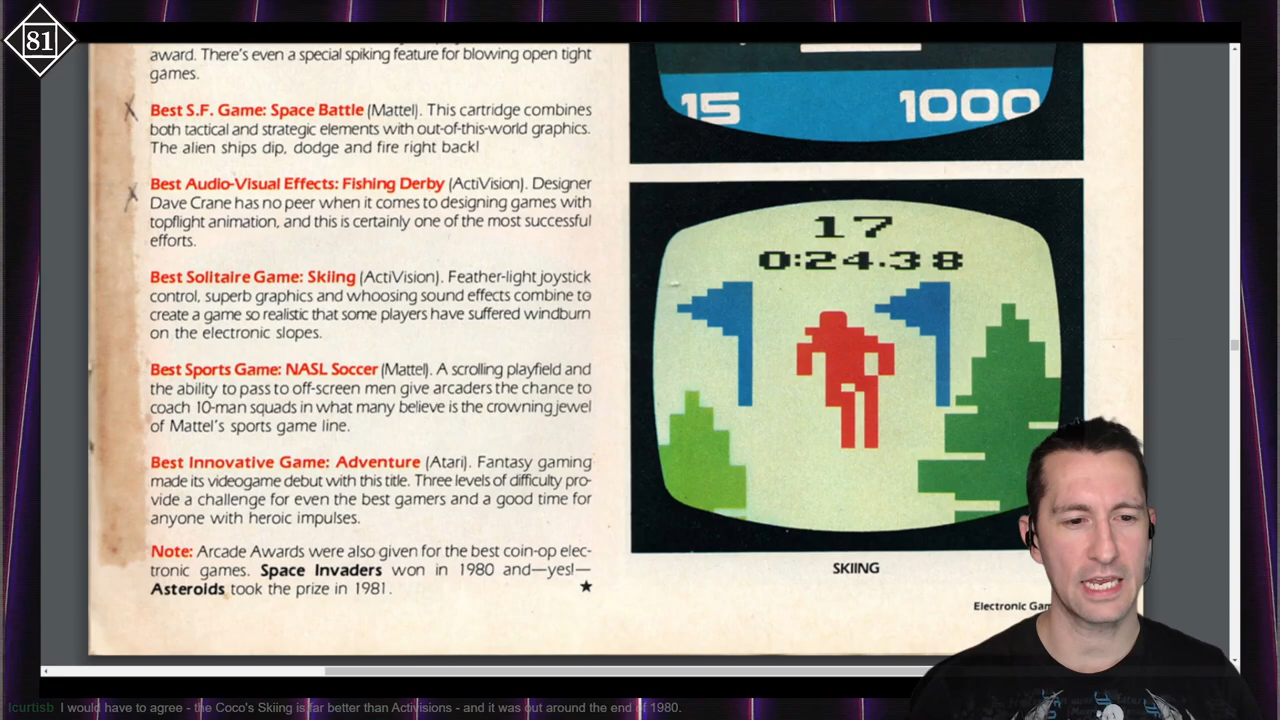 81
award. There's even a special spiking feature for blowing open tight
games.
Best S.F. Game: Space Battle (Mattel). This cartridge combines
both tactical and strategic elements with out-of-this-world graphics.
The alien ships dip, dodge and fire right back!
Best Audio-Visual Effects: Fishing Derby (ActiVision). Designer
Dave Crane has no peer when it comes to designing games with
topflight animation, and this is certainly one of the most successful
efforts.
Best Solitaire Game: Skiing (ActiVision). Feather-light joystick
control, superb graphics and whoosing sound effects combine to
create a game so realistic that some players have suffered windburn
on the electronic slopes.
Best Sports Game: NASL Soccer (Mattel). A scrolling playfield and
the ability to pass to off-screen men give arcaders the chance to
coach 10-man squads in what many believe is the crowning jewel
of Mattel's sports game line.
Best Innovative Game: Adventure (Atari). Fantasy gaming
made its videogame debut with this title. Three levels of difficulty pro-
vide a challenge for even the best gamers and a good time for
anyone with heroic impulses.
Note: Arcade Awards were also given for the best coin-op elec-
tronic games. Space Invaders won in 1980 and—yes!—
Asteroids took the prize in 1981. ★
15 1000
17
0:24.38
SKIING
Electronic Gam
lcurtisb I would have to agree - the Coco's Skiing is far better than Activisions - and it was out around the end of 1980.